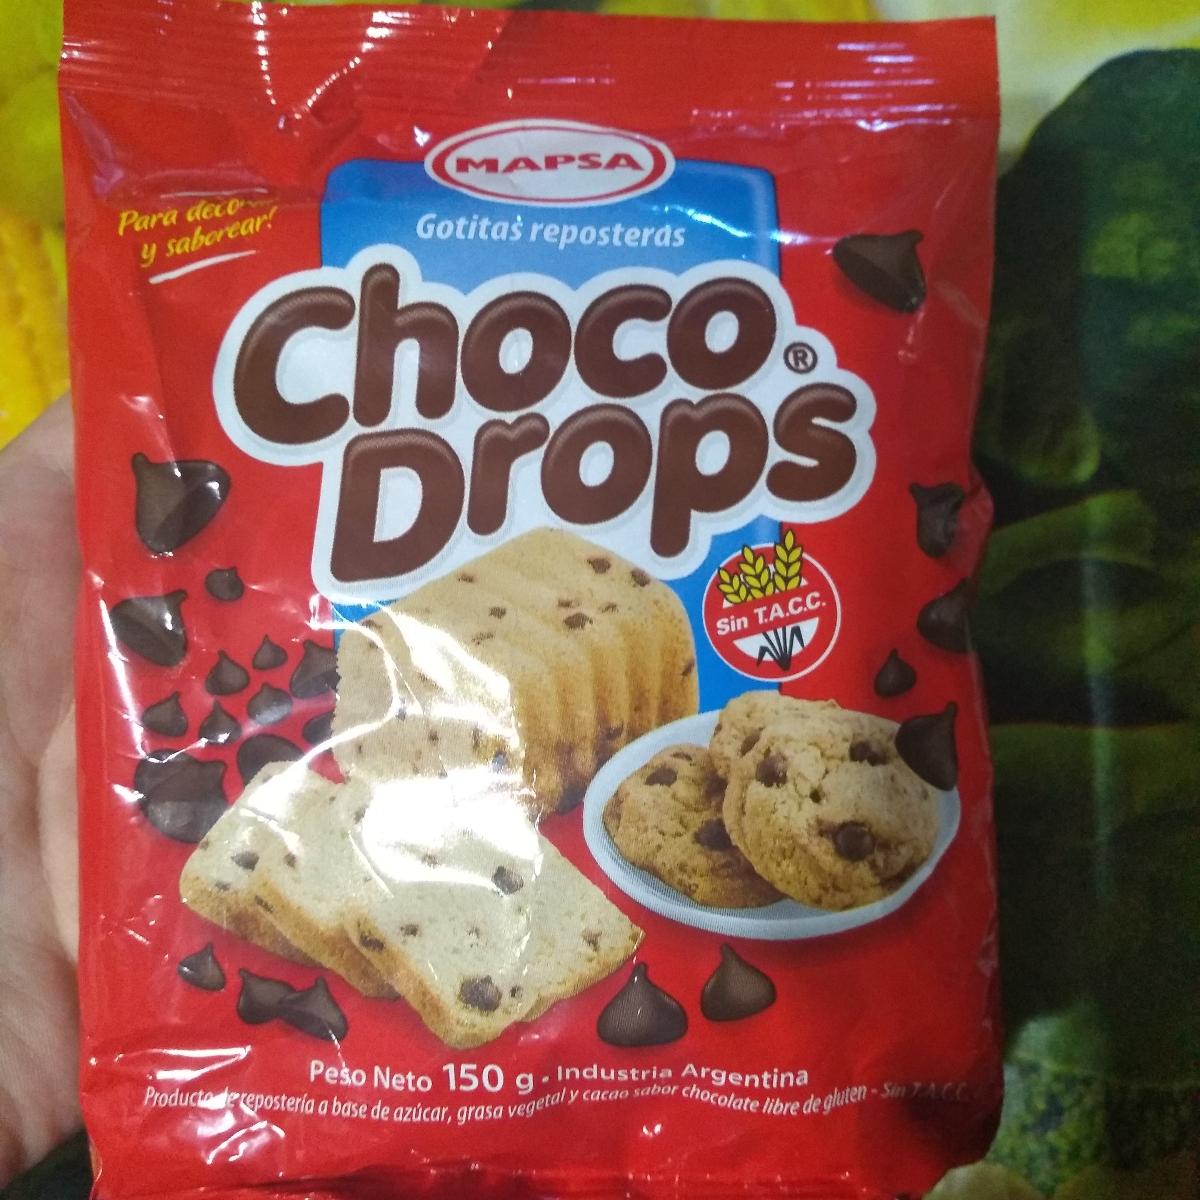 MAPSA
Gotitas reposteras
Para decorar
y saborear!
Choco
Drops®
Sin T.A.C.C.
Peso Neto 150 g - Industria Argentina
Producto de repostería a base de azúcar, grasa vegetal y cacao sabor chocolate libre de gluten - Sin T.A.C.C.